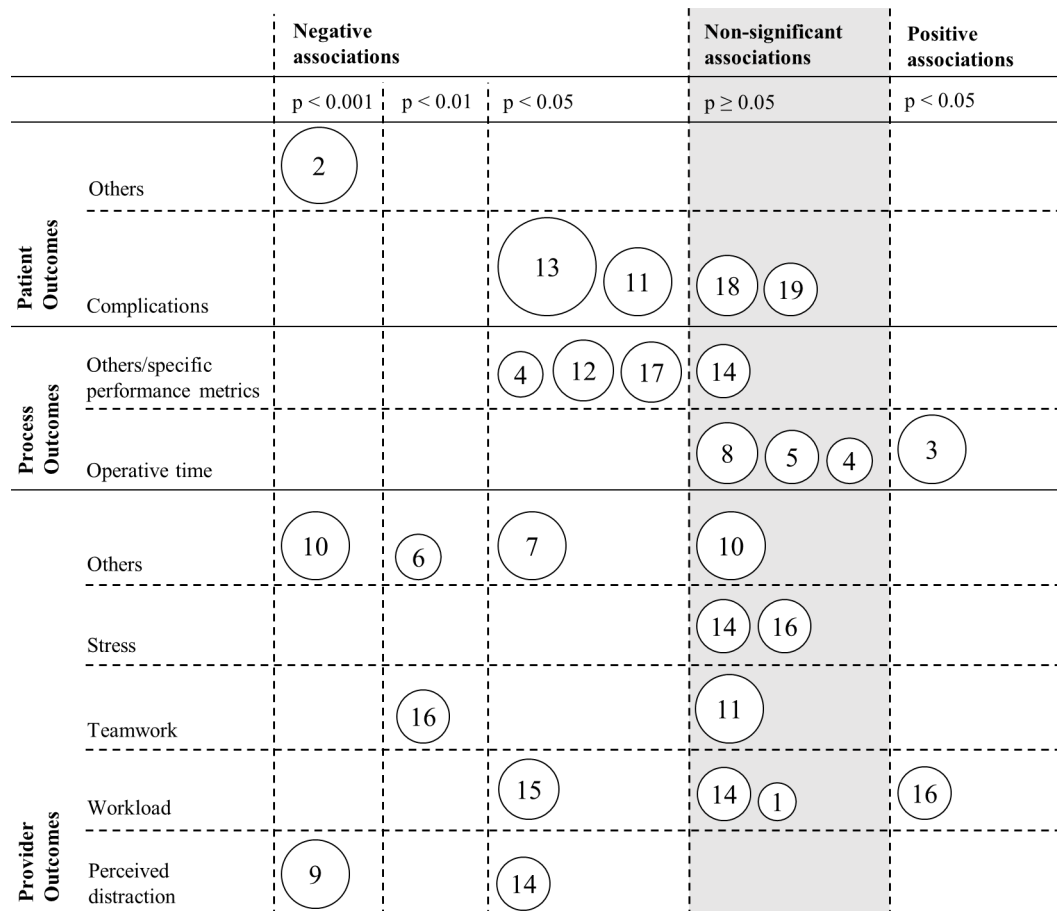 Negative associations
Non-significant associations
Positive associations
p < 0.001
p < 0.01
p < 0.05
p ≥ 0.05
p < 0.05
Patient Outcomes
Others
2
Complications
13
11
18
19
Process Outcomes
Others/specific performance metrics
4
12
17
14
Operative time
8
5
4
3
Provider Outcomes
Others
10
6
7
10
Stress
14
16
Teamwork
16
11
Workload
15
14
1
16
Perceived distraction
9
14